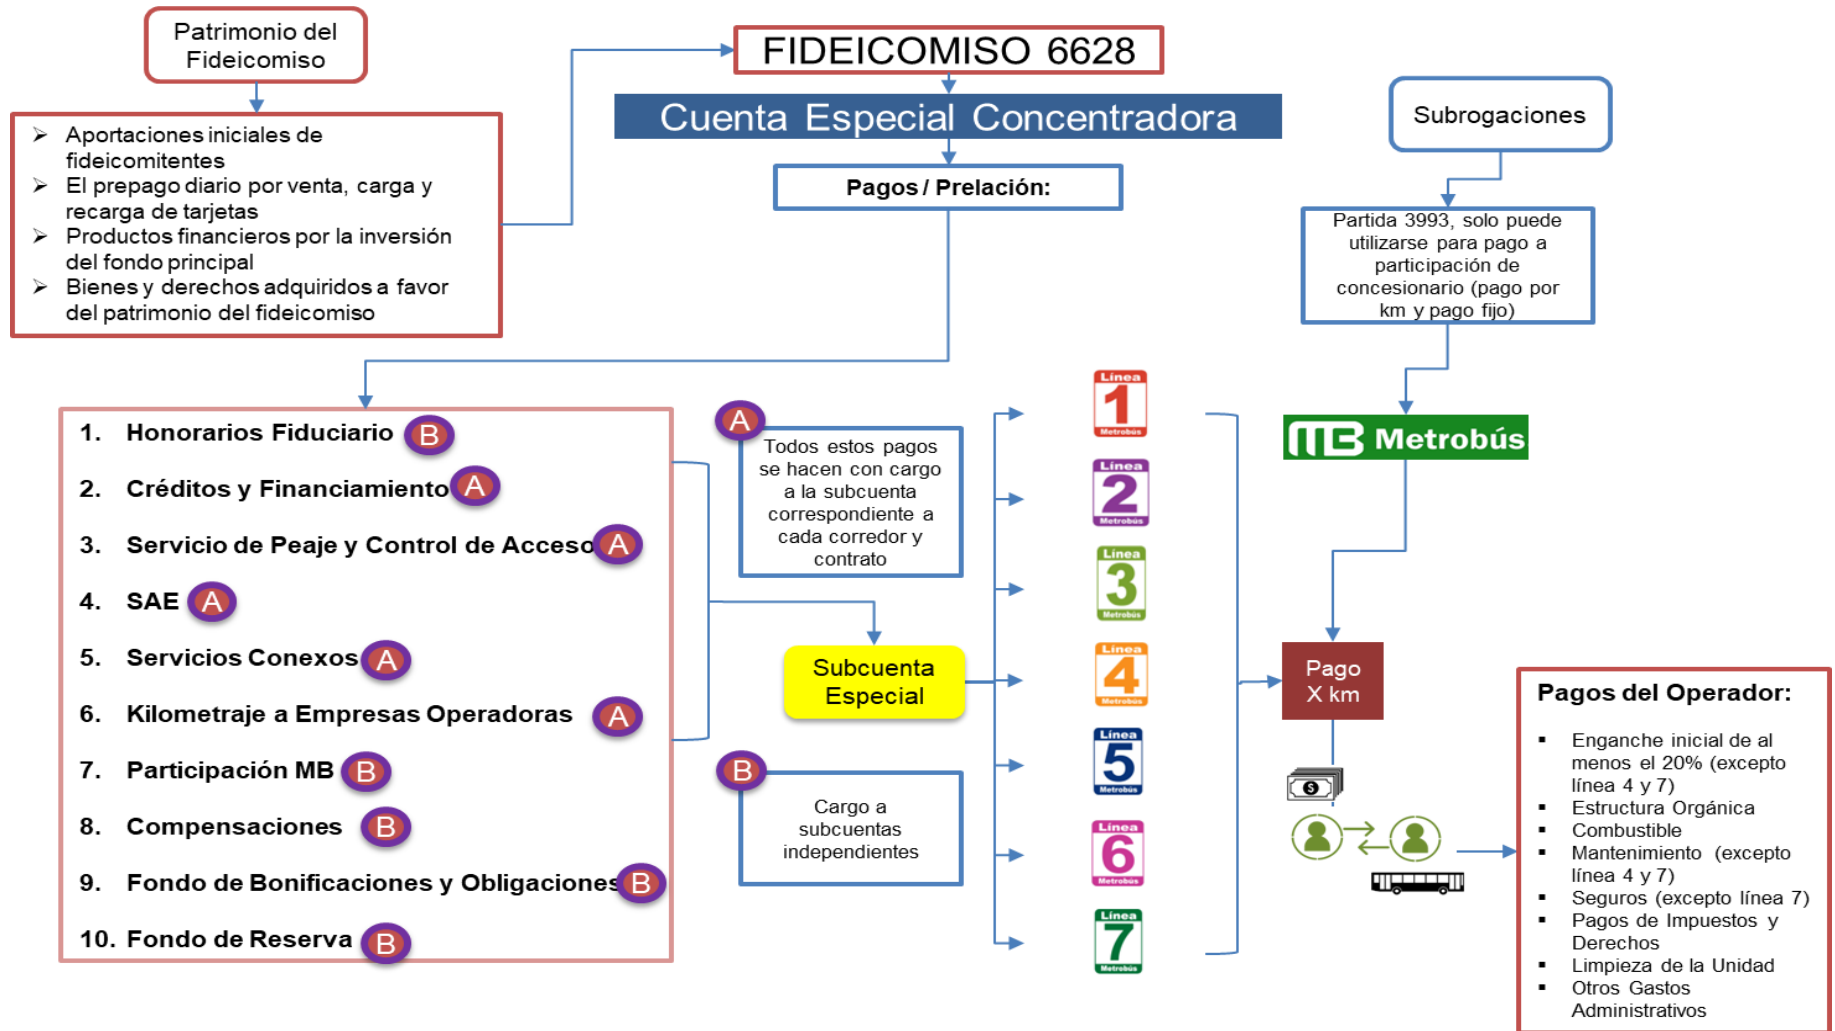 Patrimonio del
Fideicomiso
FIDEICOMISO 6628
Cuenta Especial Concentradora
Pagos / Prelación:
Subrogaciones
➢ Aportaciones iniciales de
fideicomitentes
➢ El prepago diario por venta, carga y
recarga de tarjetas
➢ Productos financieros por la inversión
del fondo principal
➢ Bienes y derechos adquiridos a favor
del patrimonio del fideicomiso
Partida 3993, solo puede
utilizarse para pago a
participación de
concesionario (pago por
km y pago fijo)
1. Honorarios Fiduciario B
2. Créditos y Financiamiento A
3. Servicio de Peaje y Control de Acceso A
4. SAE A
5. Servicios Conexos A
6. Kilometraje a Empresas Operadoras A
7. Participación MB B
8. Compensaciones B
9. Fondo de Bonificaciones y Obligaciones B
10. Fondo de Reserva B
A
Todos estos pagos
se hacen con cargo
a la subcuenta
correspondiente a
cada corredor y
contrato
Subcuenta
Especial
B
Cargo a
subcuentas
independientes
Línea
1
Metrobús
Línea
2
Metrobús
Línea
3
Metrobús
Línea
4
Metrobús
Línea
5
Metrobús
Línea
6
Metrobús
Línea
7
Metrobús
MB Metrobús
Pago
X km
$
Pagos del Operador:
▪ Enganche inicial de al
menos el 20% (excepto
línea 4 y 7)
▪ Estructura Orgánica
▪ Combustible
▪ Mantenimiento (excepto
línea 4 y 7)
▪ Seguros (excepto línea 7)
▪ Pagos de Impuestos y
Derechos
▪ Limpieza de la Unidad
▪ Otros Gastos
Administrativos